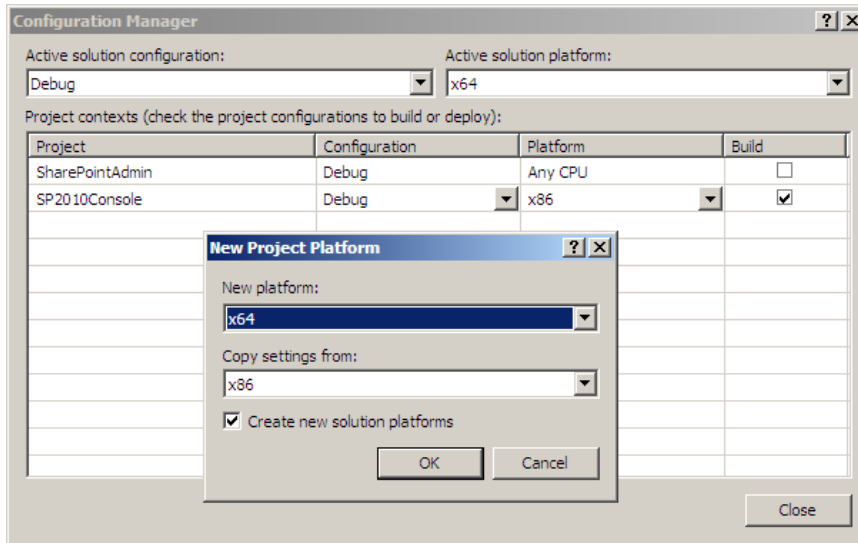 Configuration Manager
Active solution configuration: Active solution platform:
Debug x64
Project contexts (check the project configurations to build or deploy):
Project Configuration Platform Build
SharePointAdmin Debug Any CPU
SP2010Console Debug x86
New Project Platform
New platform:
x64
Copy settings from:
x86
Create new solution platforms
OK Cancel
Close